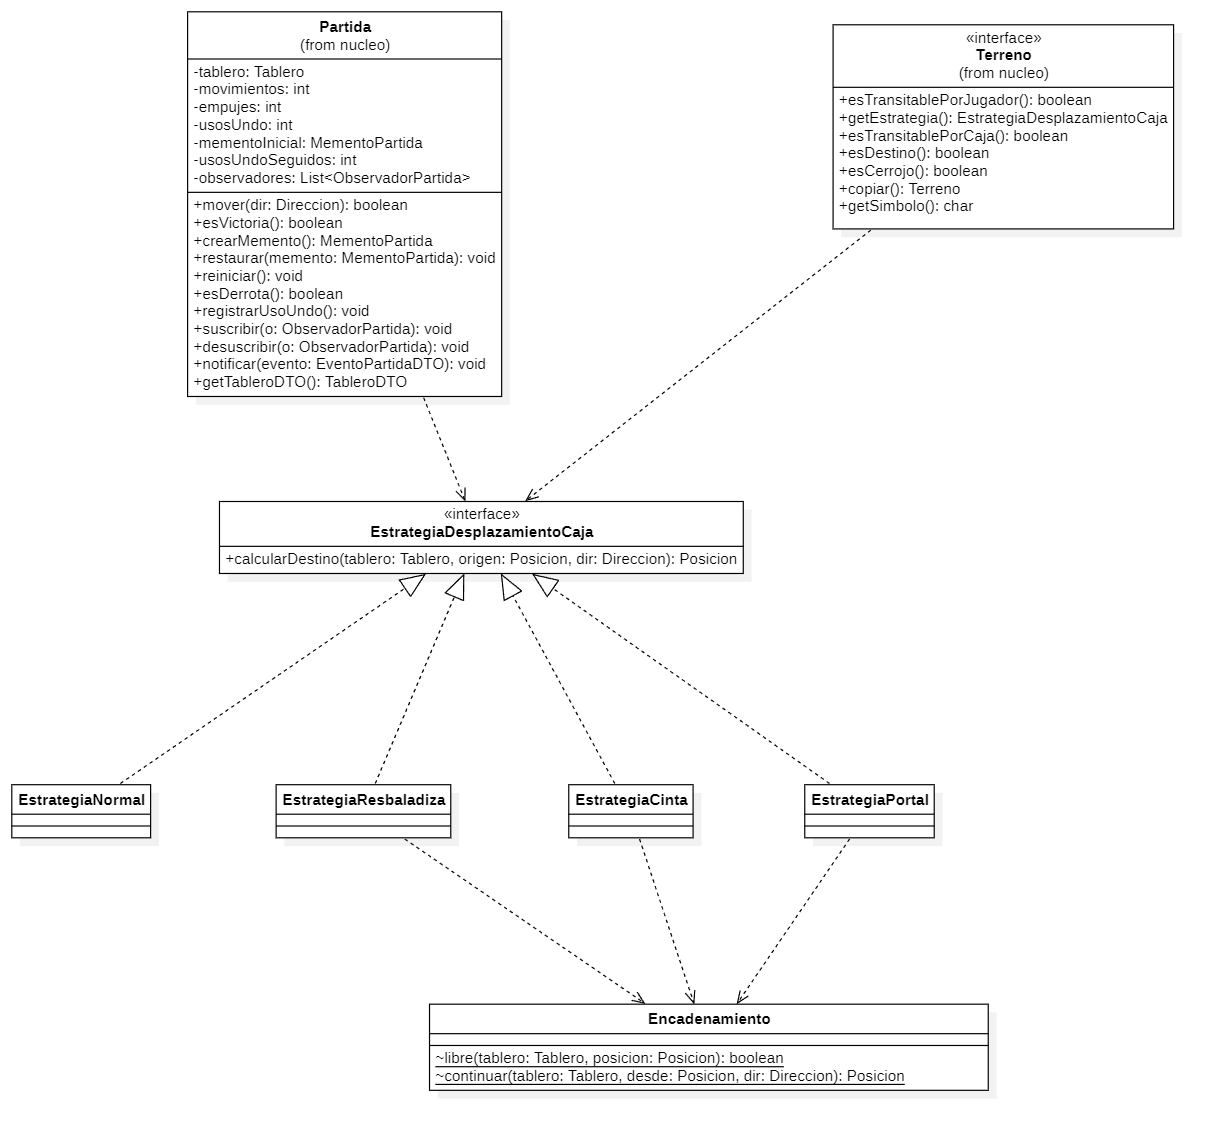 Partida
(from nucleo)
-tablero: Tablero
-movimientos: int
-empujes: int
-usosUndo: int
-mementoInicial: MementoPartida
-usosUndoSeguidos: int
-observadores: List<ObservadorPartida>
+mover(dir: Direccion): boolean
+esVictoria(): boolean
+crearMemento(): MementoPartida
+restaurar(memento: MementoPartida): void
+reiniciar(): void
+esDerrota(): boolean
+registrarUsoUndo(): void
+suscribir(o: ObservadorPartida): void
+desuscribir(o: ObservadorPartida): void
+notificar(evento: EventoPartidaDTO): void
+getTableroDTO(): TableroDTO
«interface»
Terreno
(from nucleo)
+esTransitablePorJugador(): boolean
+getEstrategia(): EstrategiaDesplazamientoCaja
+esTransitablePorCaja(): boolean
+esDestino(): boolean
+esCerrojo(): boolean
+copiar(): Terreno
+getSimbolo(): char
«interface»
EstrategiaDesplazamientoCaja
+calcularDestino(tablero: Tablero, origen: Posicion, dir: Direccion): Posicion
EstrategiaNormal
EstrategiaResbaladiza
EstrategiaCinta
EstrategiaPortal
Encadenamiento
~libre(tablero: Tablero, posicion: Posicion): boolean
~continuar(tablero: Tablero, desde: Posicion, dir: Direccion): Posicion